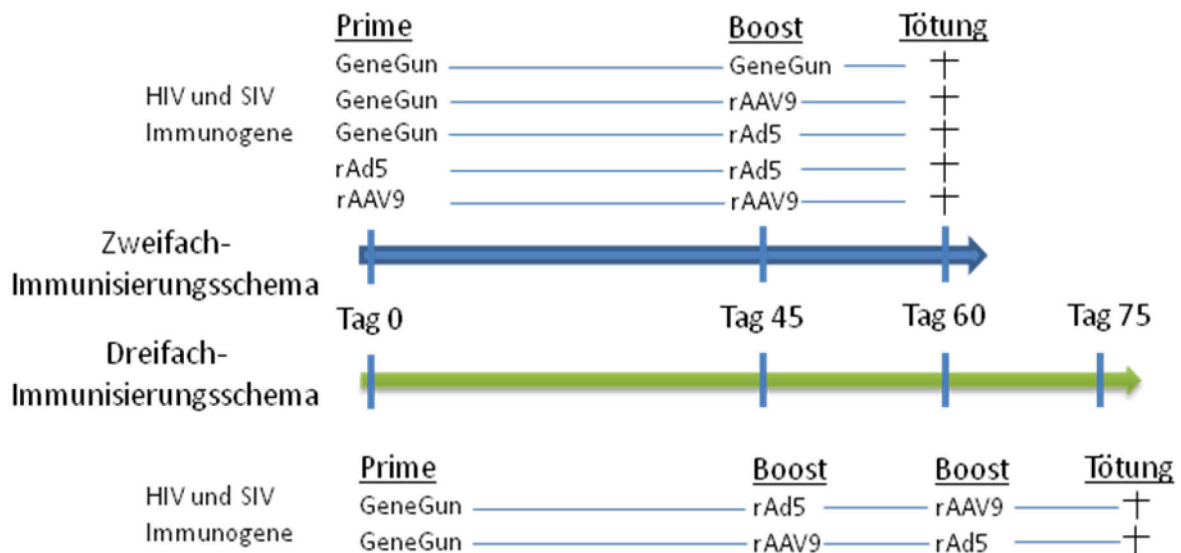 Prime Boost Tötung
GeneGun GeneGun
HIV und SIV GeneGun rAAV9
Immunogene GeneGun rAd5
rAd5 rAd5
rAAV9 rAAV9
Zweifach-
Immunisierungsschema
Tag 0 Tag 45 Tag 60 Tag 75
Dreifach-
Immunisierungsschema
Prime Boost Boost Tötung
HIV und SIV GeneGun rAd5 rAAV9
Immunogene GeneGun rAAV9 rAd5